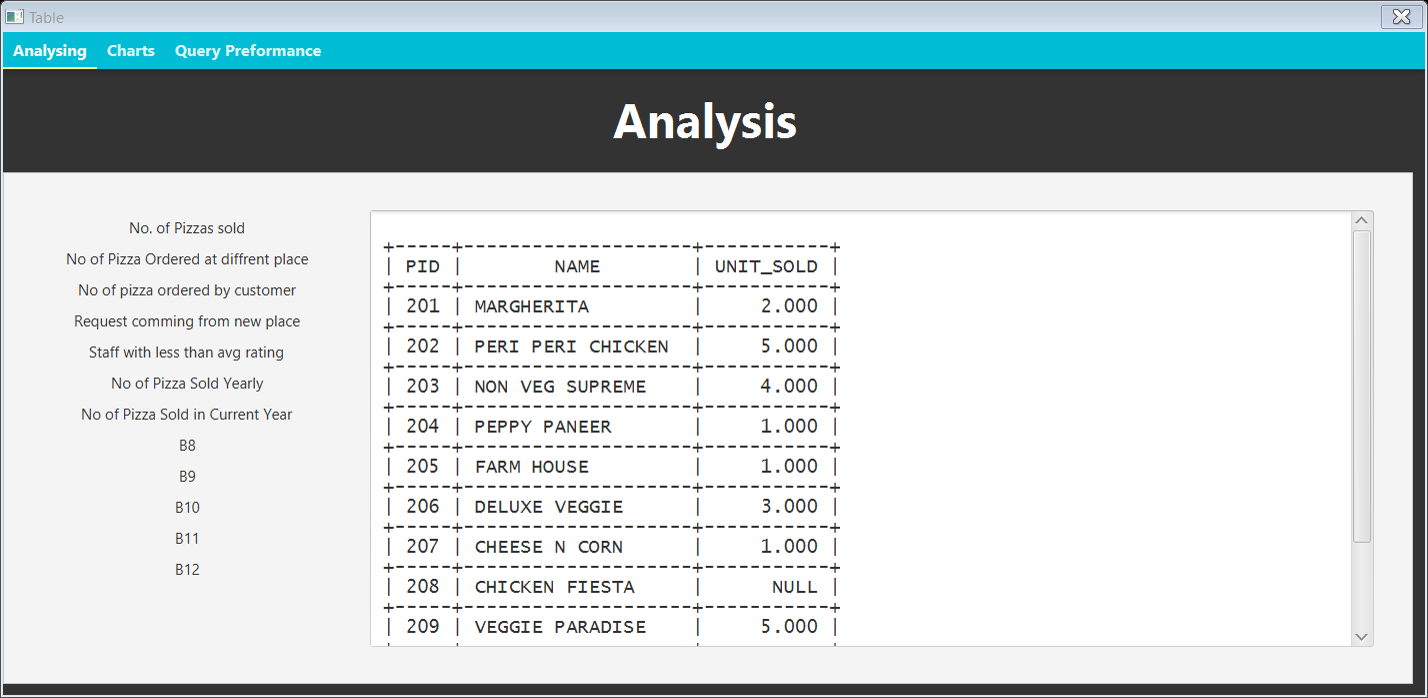 Table
Analysing Charts Query Preformance
Analysis
No. of Pizzas sold
No of Pizza Ordered at diffrent place
No of pizza ordered by customer
Request comming from new place
Staff with less than avg rating
No of Pizza Sold Yearly
No of Pizza Sold in Current Year
B8
B9
B10
B11
B12
+-----+--------------------+-----------+
| PID |        NAME        | UNIT_SOLD |
+-----+--------------------+-----------+
| 201 | MARGHERITA         |     2.000 |
+-----+--------------------+-----------+
| 202 | PERI PERI CHICKEN  |     5.000 |
+-----+--------------------+-----------+
| 203 | NON VEG SUPREME    |     4.000 |
+-----+--------------------+-----------+
| 204 | PEPPY PANEER       |     1.000 |
+-----+--------------------+-----------+
| 205 | FARM HOUSE         |     1.000 |
+-----+--------------------+-----------+
| 206 | DELUXE VEGGIE      |     3.000 |
+-----+--------------------+-----------+
| 207 | CHEESE N CORN      |     1.000 |
+-----+--------------------+-----------+
| 208 | CHICKEN FIESTA     |      NULL |
+-----+--------------------+-----------+
| 209 | VEGGIE PARADISE    |     5.000 |